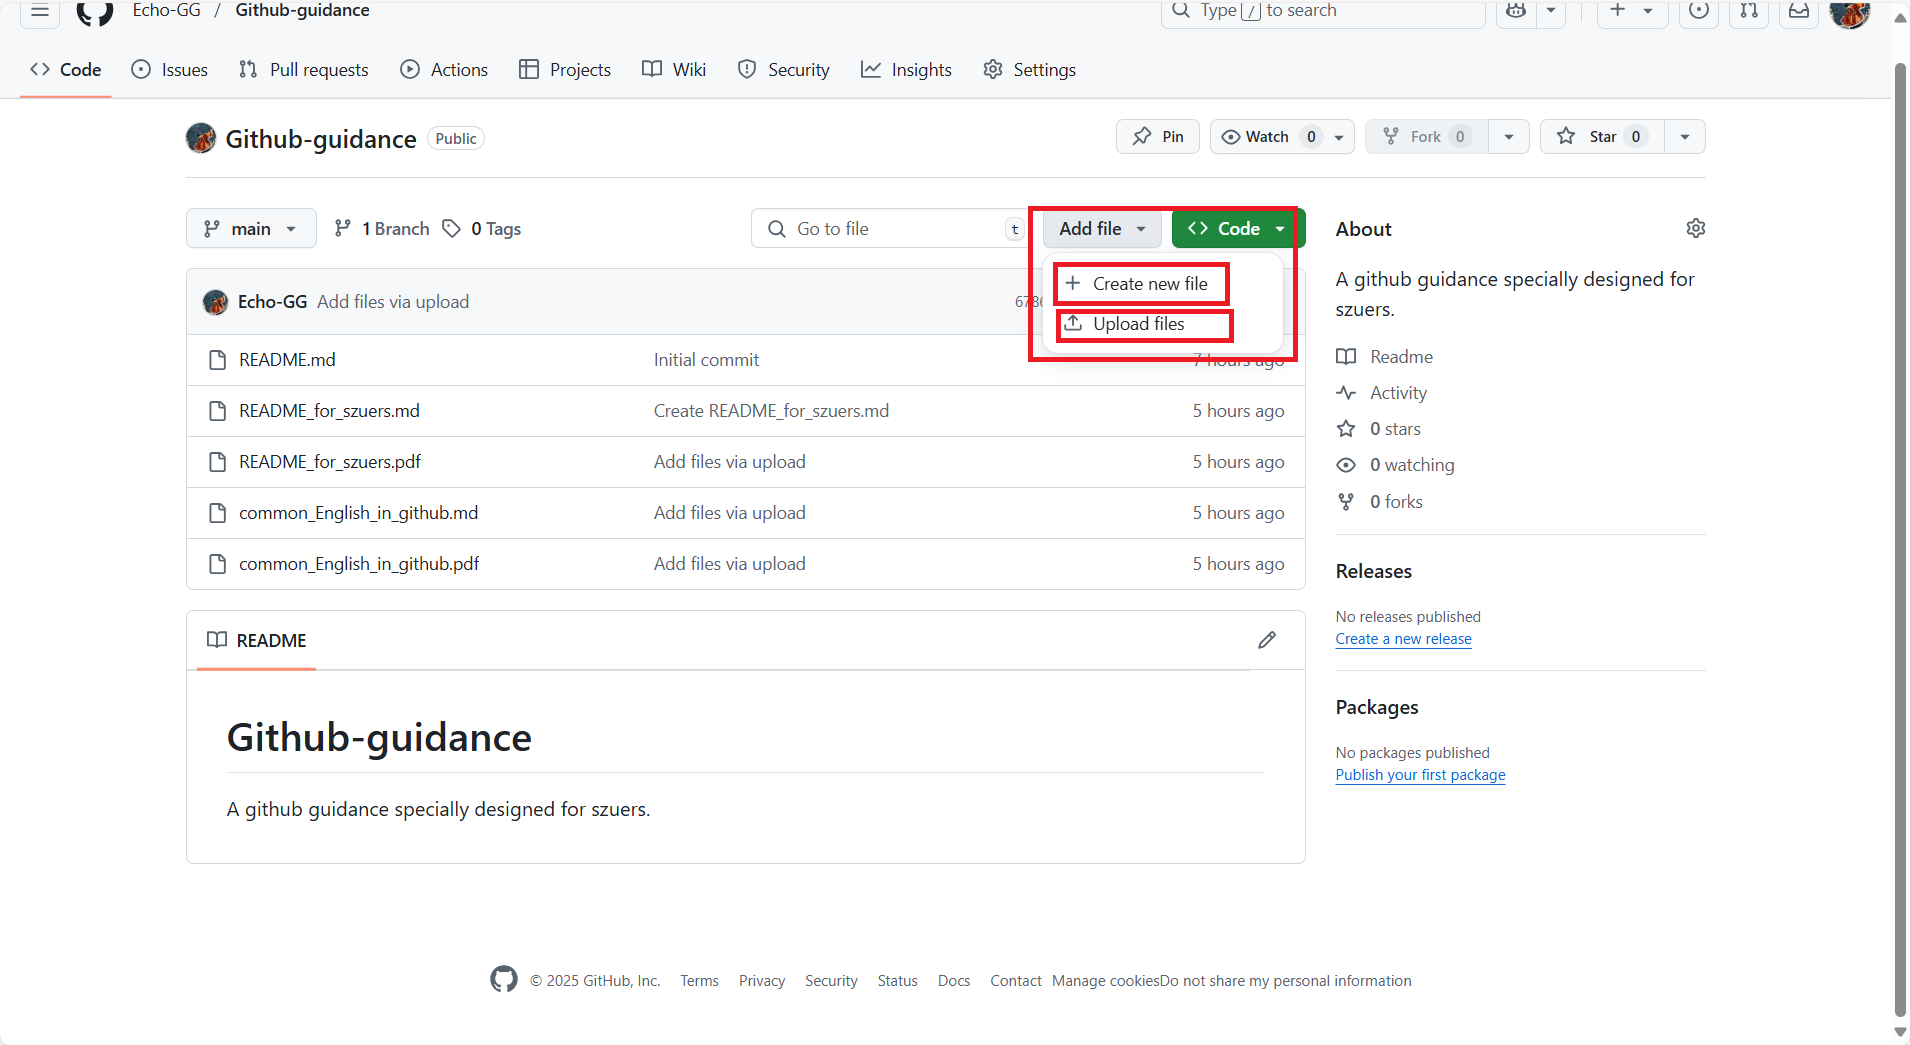 Echo-GG / Github-guidance
Type / to search
Code Issues Pull requests Actions Projects Wiki Security Insights Settings
Github-guidance Public
Pin Watch 0 Fork 0 Star 0
main 1 Branch 0 Tags Go to file t Add file Code
Create new file
Upload files
Echo-GG Add files via upload
README.md Initial commit 7 hours ago
README_for_szuers.md Create README_for_szuers.md 5 hours ago
README_for_szuers.pdf Add files via upload 5 hours ago
common_English_in_github.md Add files via upload 5 hours ago
common_English_in_github.pdf Add files via upload 5 hours ago
README
Github-guidance
A github guidance specially designed for szuers.
About
A github guidance specially designed for
szuers.
Readme
Activity
0 stars
0 watching
0 forks
Releases
No releases published
Create a new release
Packages
No packages published
Publish your first package
© 2025 GitHub, Inc. Terms Privacy Security Status Docs Contact Manage cookies Do not share my personal information